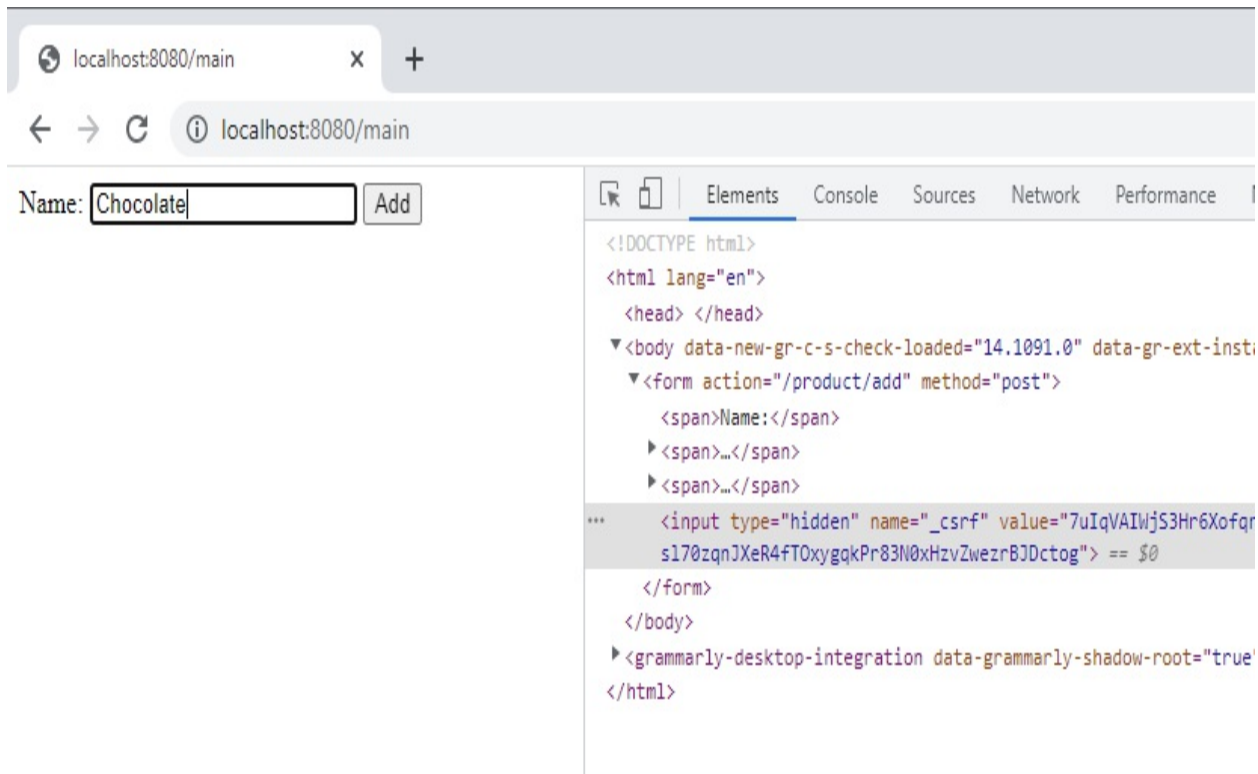 localhost:8080/main
localhost:8080/main
Name: Chocolate Add
Elements Console Sources Network Performance
<!DOCTYPE html>
<html lang="en">
<head> </head>
<body data-new-gr-c-s-check-loaded="14.1091.0" data-gr-ext-insta
<form action="/product/add" method="post">
<span>Name:</span>
<span>…</span>
<span>…</span>
<input type="hidden" name="_csrf" value="7uIqVAIWjS3Hr6Xofqr
sl70zqnJXeR4fTOxygqkPr83N0xHzvZwezrBJDctog"> == $0
</form>
</body>
<grammarly-desktop-integration data-grammarly-shadow-root="true"
</html>